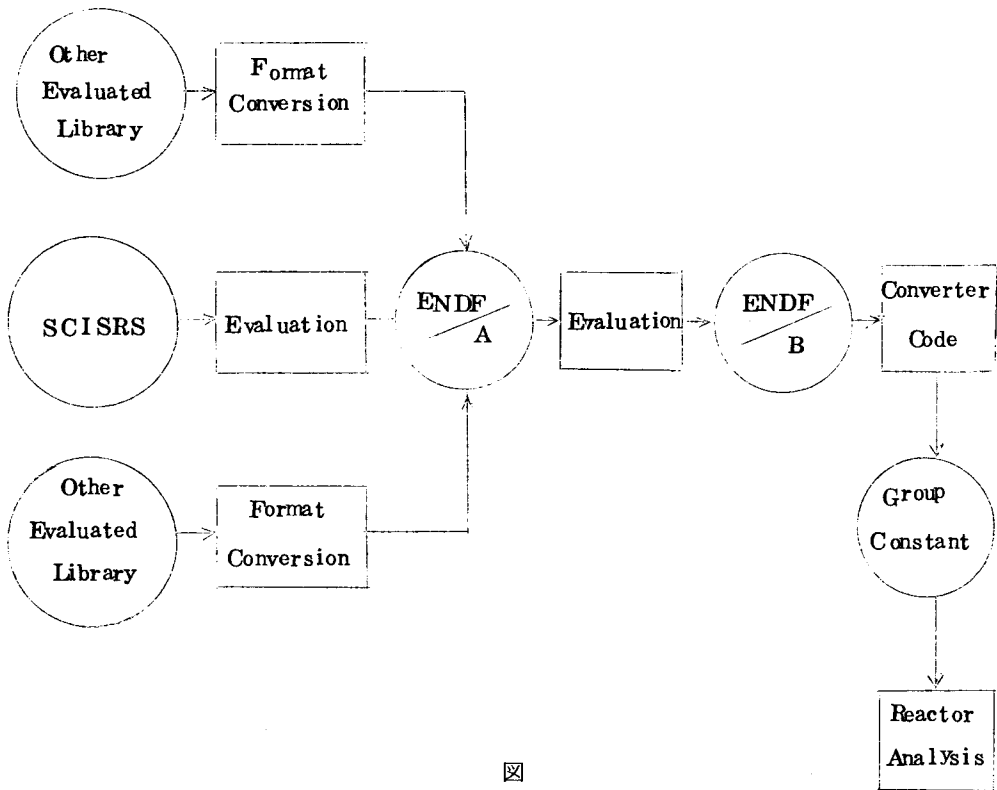 Other
Evaluated
Library
Format
Conversion
SCISRS
Evaluation
ENDF
A
Evaluation
ENDF
B
Converter
Code
Other
Evaluated
Library
Format
Conversion
Group
Constant
Reactor
Analysis
図